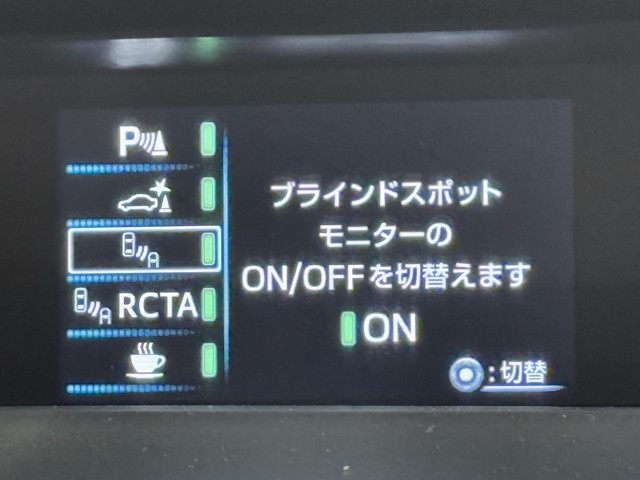 P
RCTA
ブラインドスポット
モニターの
ON/OFFを切替えます
ON
:切替